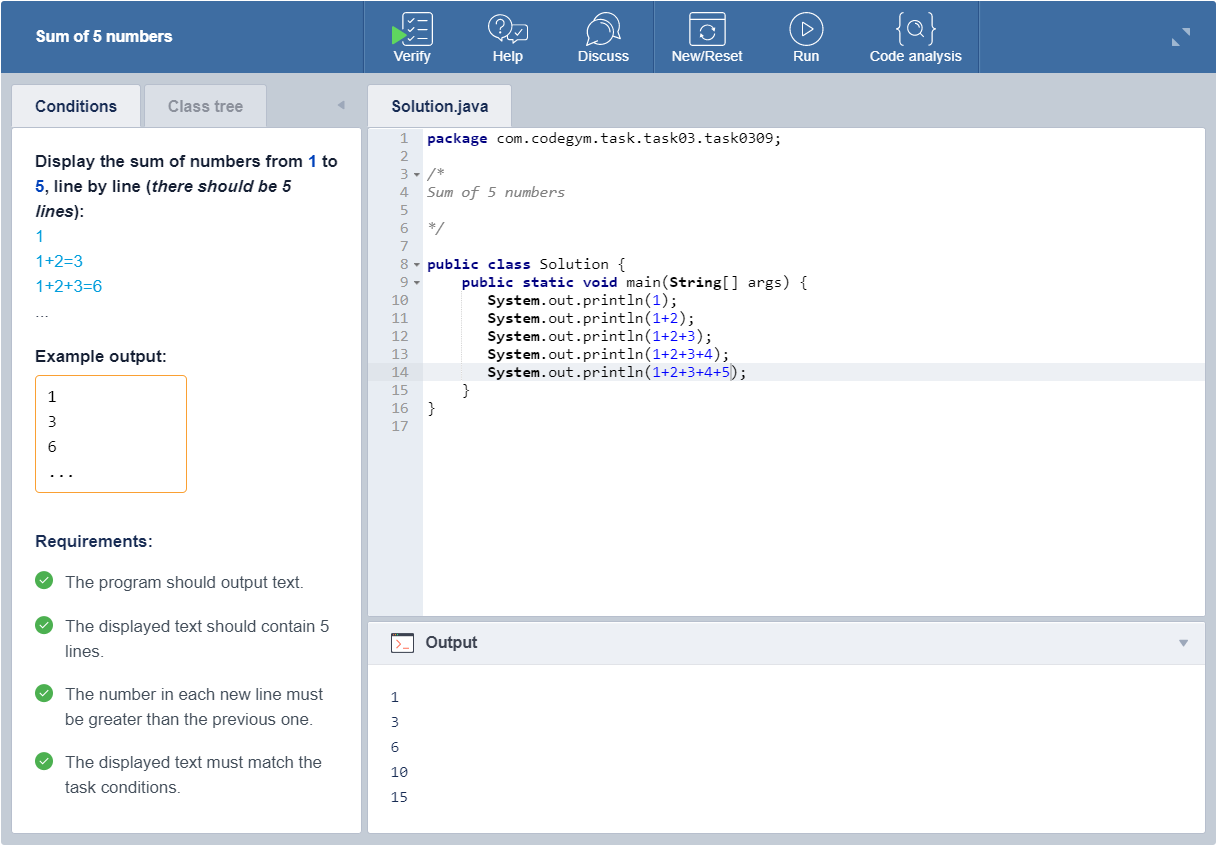 Sum of 5 numbers
Verify
Help
Discuss
New/Reset
Run
Code analysis
Conditions
Class tree
Display the sum of numbers from 1 to
5, line by line (there should be 5
lines):
1
1+2=3
1+2+3=6
...
Example output:
1
3
6
...
Requirements:
The program should output text.
The displayed text should contain 5
lines.
The number in each new line must
be greater than the previous one.
The displayed text must match the
task conditions.
Solution.java
1 package com.codegym.task.task03.task0309;
2
3 /*
4 Sum of 5 numbers
5
6 */
7
8 public class Solution {
9     public static void main(String[] args) {
10        System.out.println(1);
11        System.out.println(1+2);
12        System.out.println(1+2+3);
13        System.out.println(1+2+3+4);
14        System.out.println(1+2+3+4+5);
15     }
16 }
17
Output
1
3
6
10
15